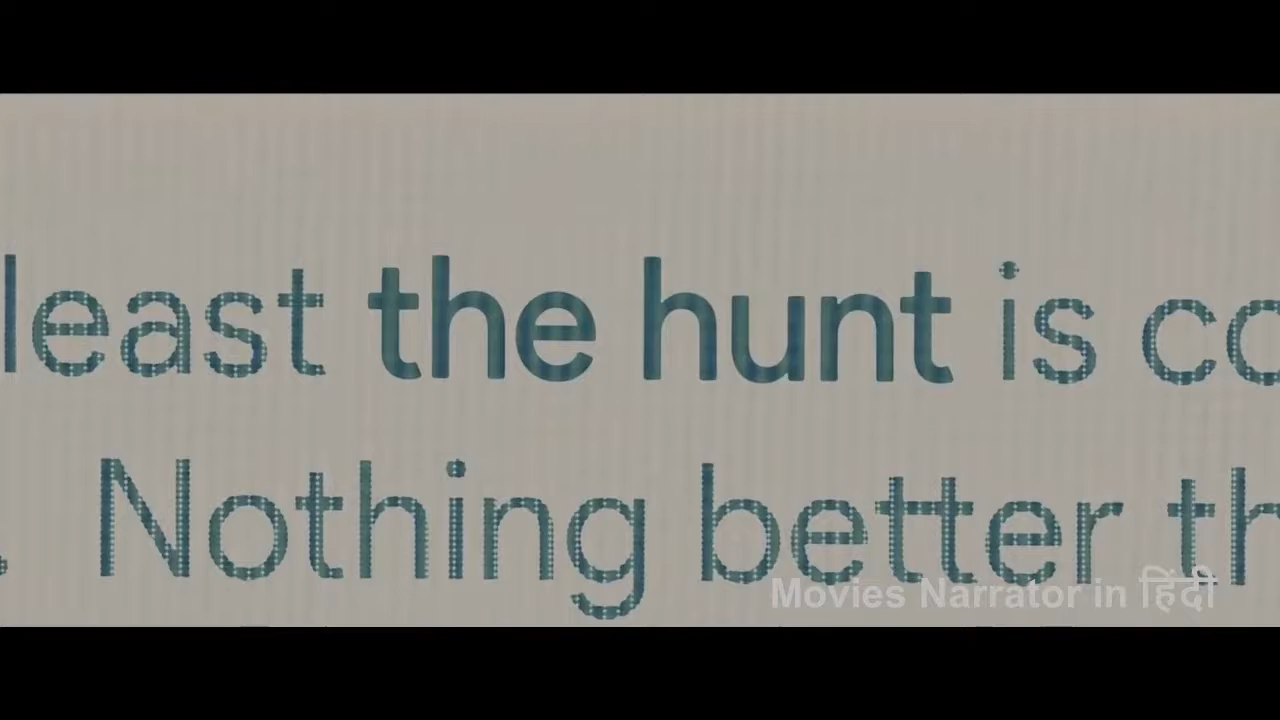 least the hunt is co
. Nothing better th
Movies Narrator in हिंदी